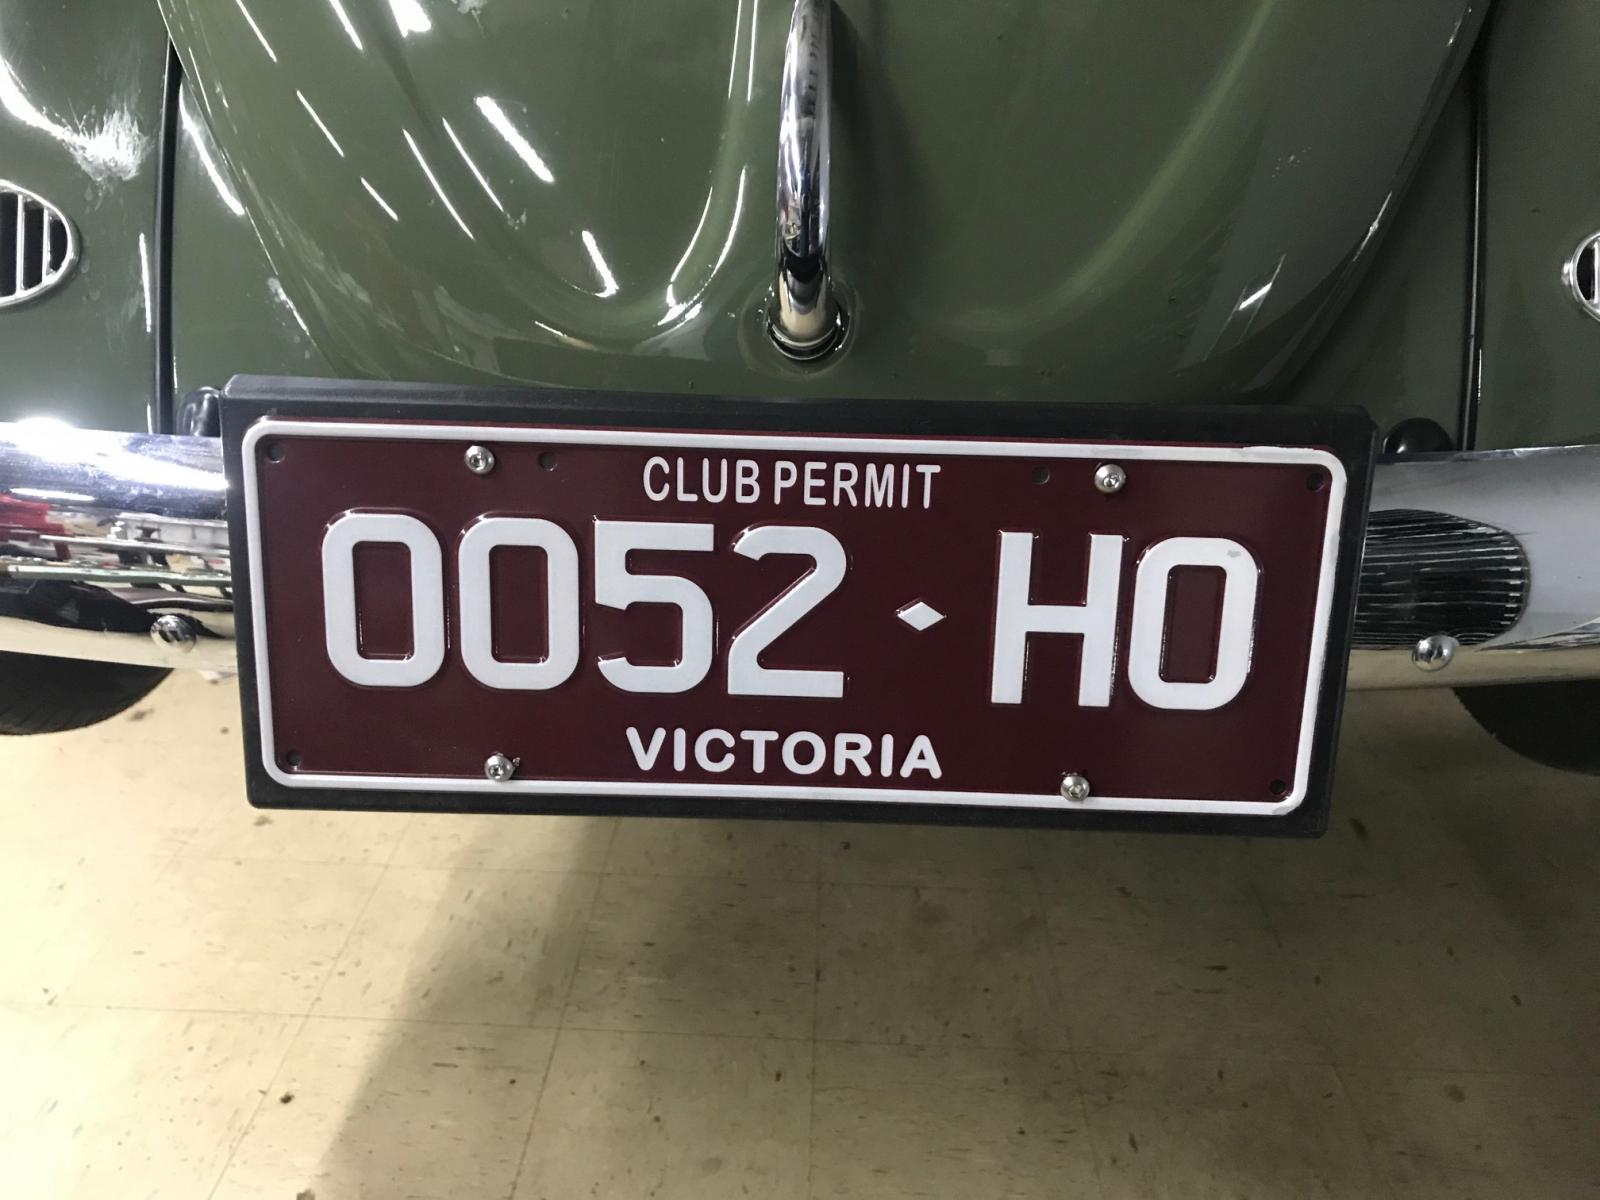 CLUB PERMIT
0052·HO
VICTORIA